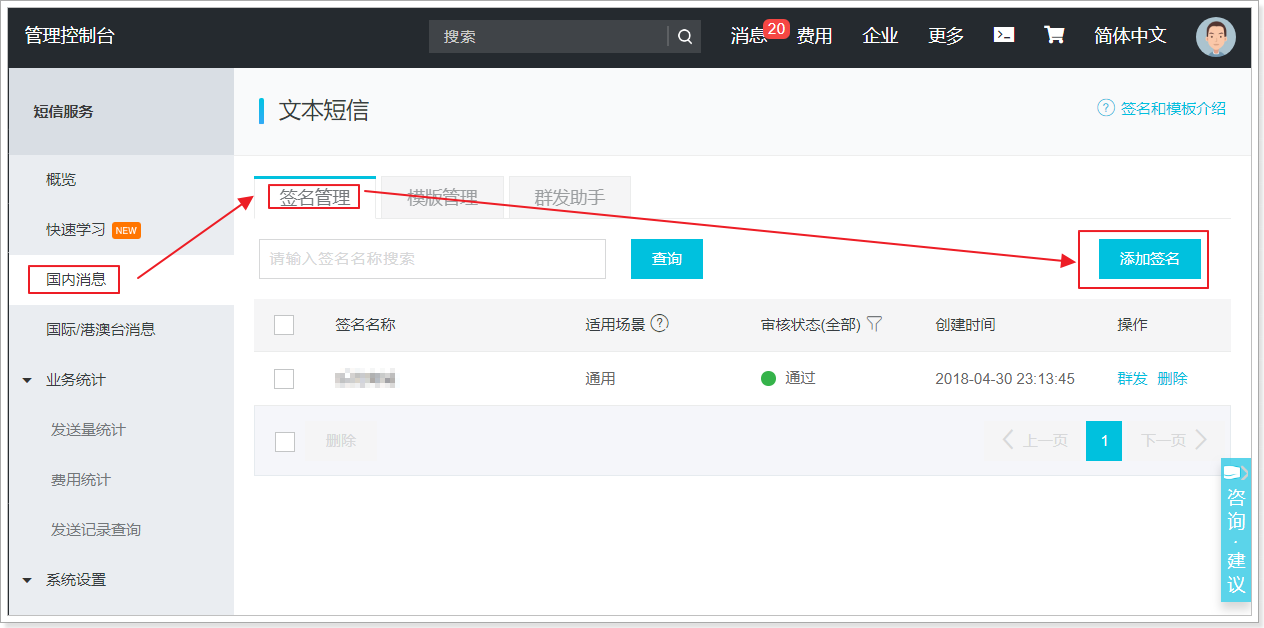 管理控制台
搜索
消息 20 费用 企业 更多 简体中文
短信服务
概览
快速学习 NEW
国内消息
国际/港澳台消息
业务统计
发送量统计
费用统计
发送记录查询
系统设置
文本短信
? 签名和模板介绍
签名管理 模版管理 群发助手
请输入签名名称搜索 查询 添加签名
签名名称 适用场景 ? 审核状态(全部) 创建时间 操作
通用 通过 2018-04-30 23:13:45 群发 删除
删除 上一页 1 下一页
咨询·建议